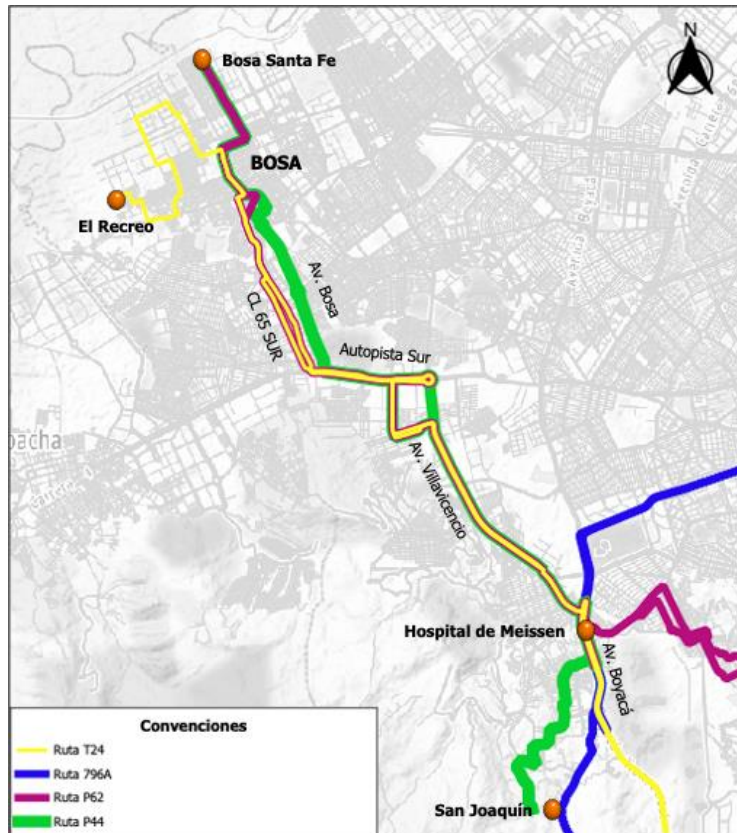 N
Bosa Santa Fe
BOSA
El Recreo
Av. Bosa
CL 65 SUR
Autopista Sur
Av. Villavicencio
Hospital de Meissen
Av. Boyacá
San Joaquín
Convenciones
Ruta T24
Ruta 796A
Ruta P62
Ruta P44